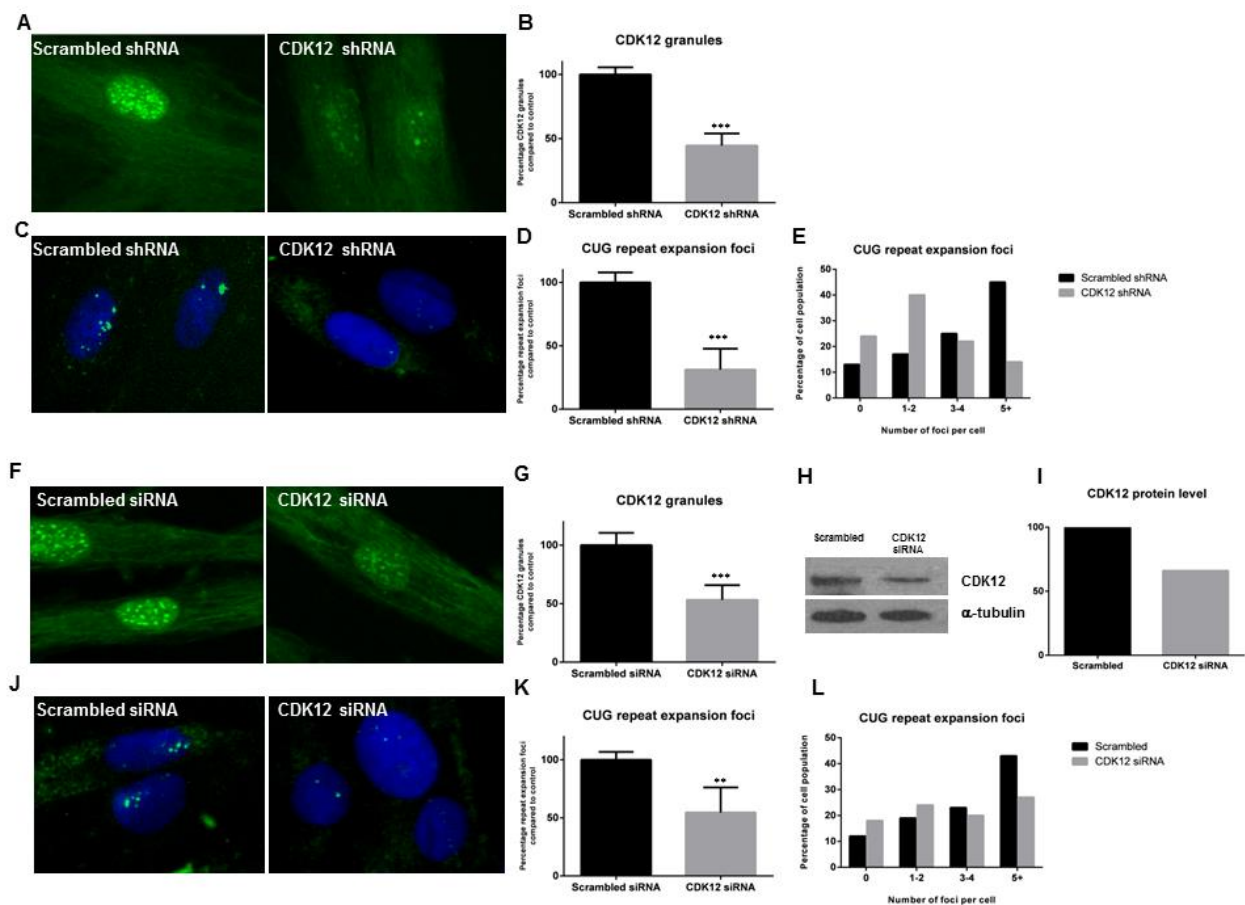 A
Scrambled shRNA
CDK12 shRNA
B
CDK12 granules
Percentage CDK12 granules
compared to control
100
50
0
***
Scrambled shRNA
CDK12 shRNA
C
Scrambled shRNA
CDK12 shRNA
D
CUG repeat expansion foci
Percentage repeat expansion foci
compared to control
100
50
0
***
Scrambled shRNA
CDK12 shRNA
E
CUG repeat expansion foci
Percentage of cell population
50
40
30
20
10
0
0
1-2
3-4
5+
Number of foci per cell
Scrambled shRNA
CDK12 shRNA
F
Scrambled siRNA
CDK12 siRNA
G
CDK12 granules
Percentage CDK12 granules
compared to control
100
50
0
***
Scrambled siRNA
CDK12 siRNA
H
Scrambled
CDK12
siRNA
CDK12
α-tubulin
I
CDK12 protein level
100
50
0
Scrambled
CDK12 siRNA
J
Scrambled siRNA
CDK12 siRNA
K
CUG repeat expansion foci
Percentage repeat expansion foci
compared to control
100
50
0
**
Scrambled siRNA
CDK12 siRNA
L
CUG repeat expansion foci
Percentage of cell population
50
40
30
20
10
0
0
1-2
3-4
5+
Number of foci per cell
Scrambled
CDK12 siRNA